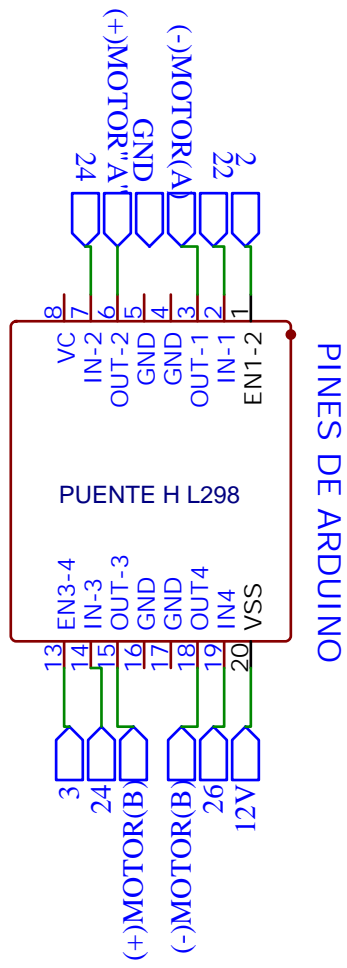 PINES DE ARDUINO
PUENTE H L298
2
22
(-)MOTOR(A)
GND
(+)MOTOR"A"
24
1
2
3
4
5
6
7
8
EN1-2
IN-1
OUT-1
GND
GND
OUT-2
IN-2
VC
VSS
IN4
OUT4
GND
GND
OUT-3
IN-3
EN3-4
20
19
18
17
16
15
14
13
12V
26
(-)MOTOR(B)
(+)MOTOR(B)
24
3